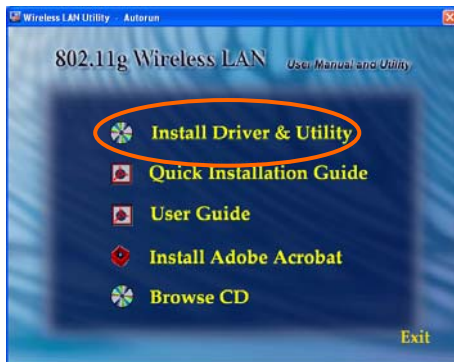 Wireless LAN Utility - Autorun
802.11g Wireless LAN
User Manual and Utility
Install Driver & Utility
Quick Installation Guide
User Guide
Install Adobe Acrobat
Browse CD
Exit